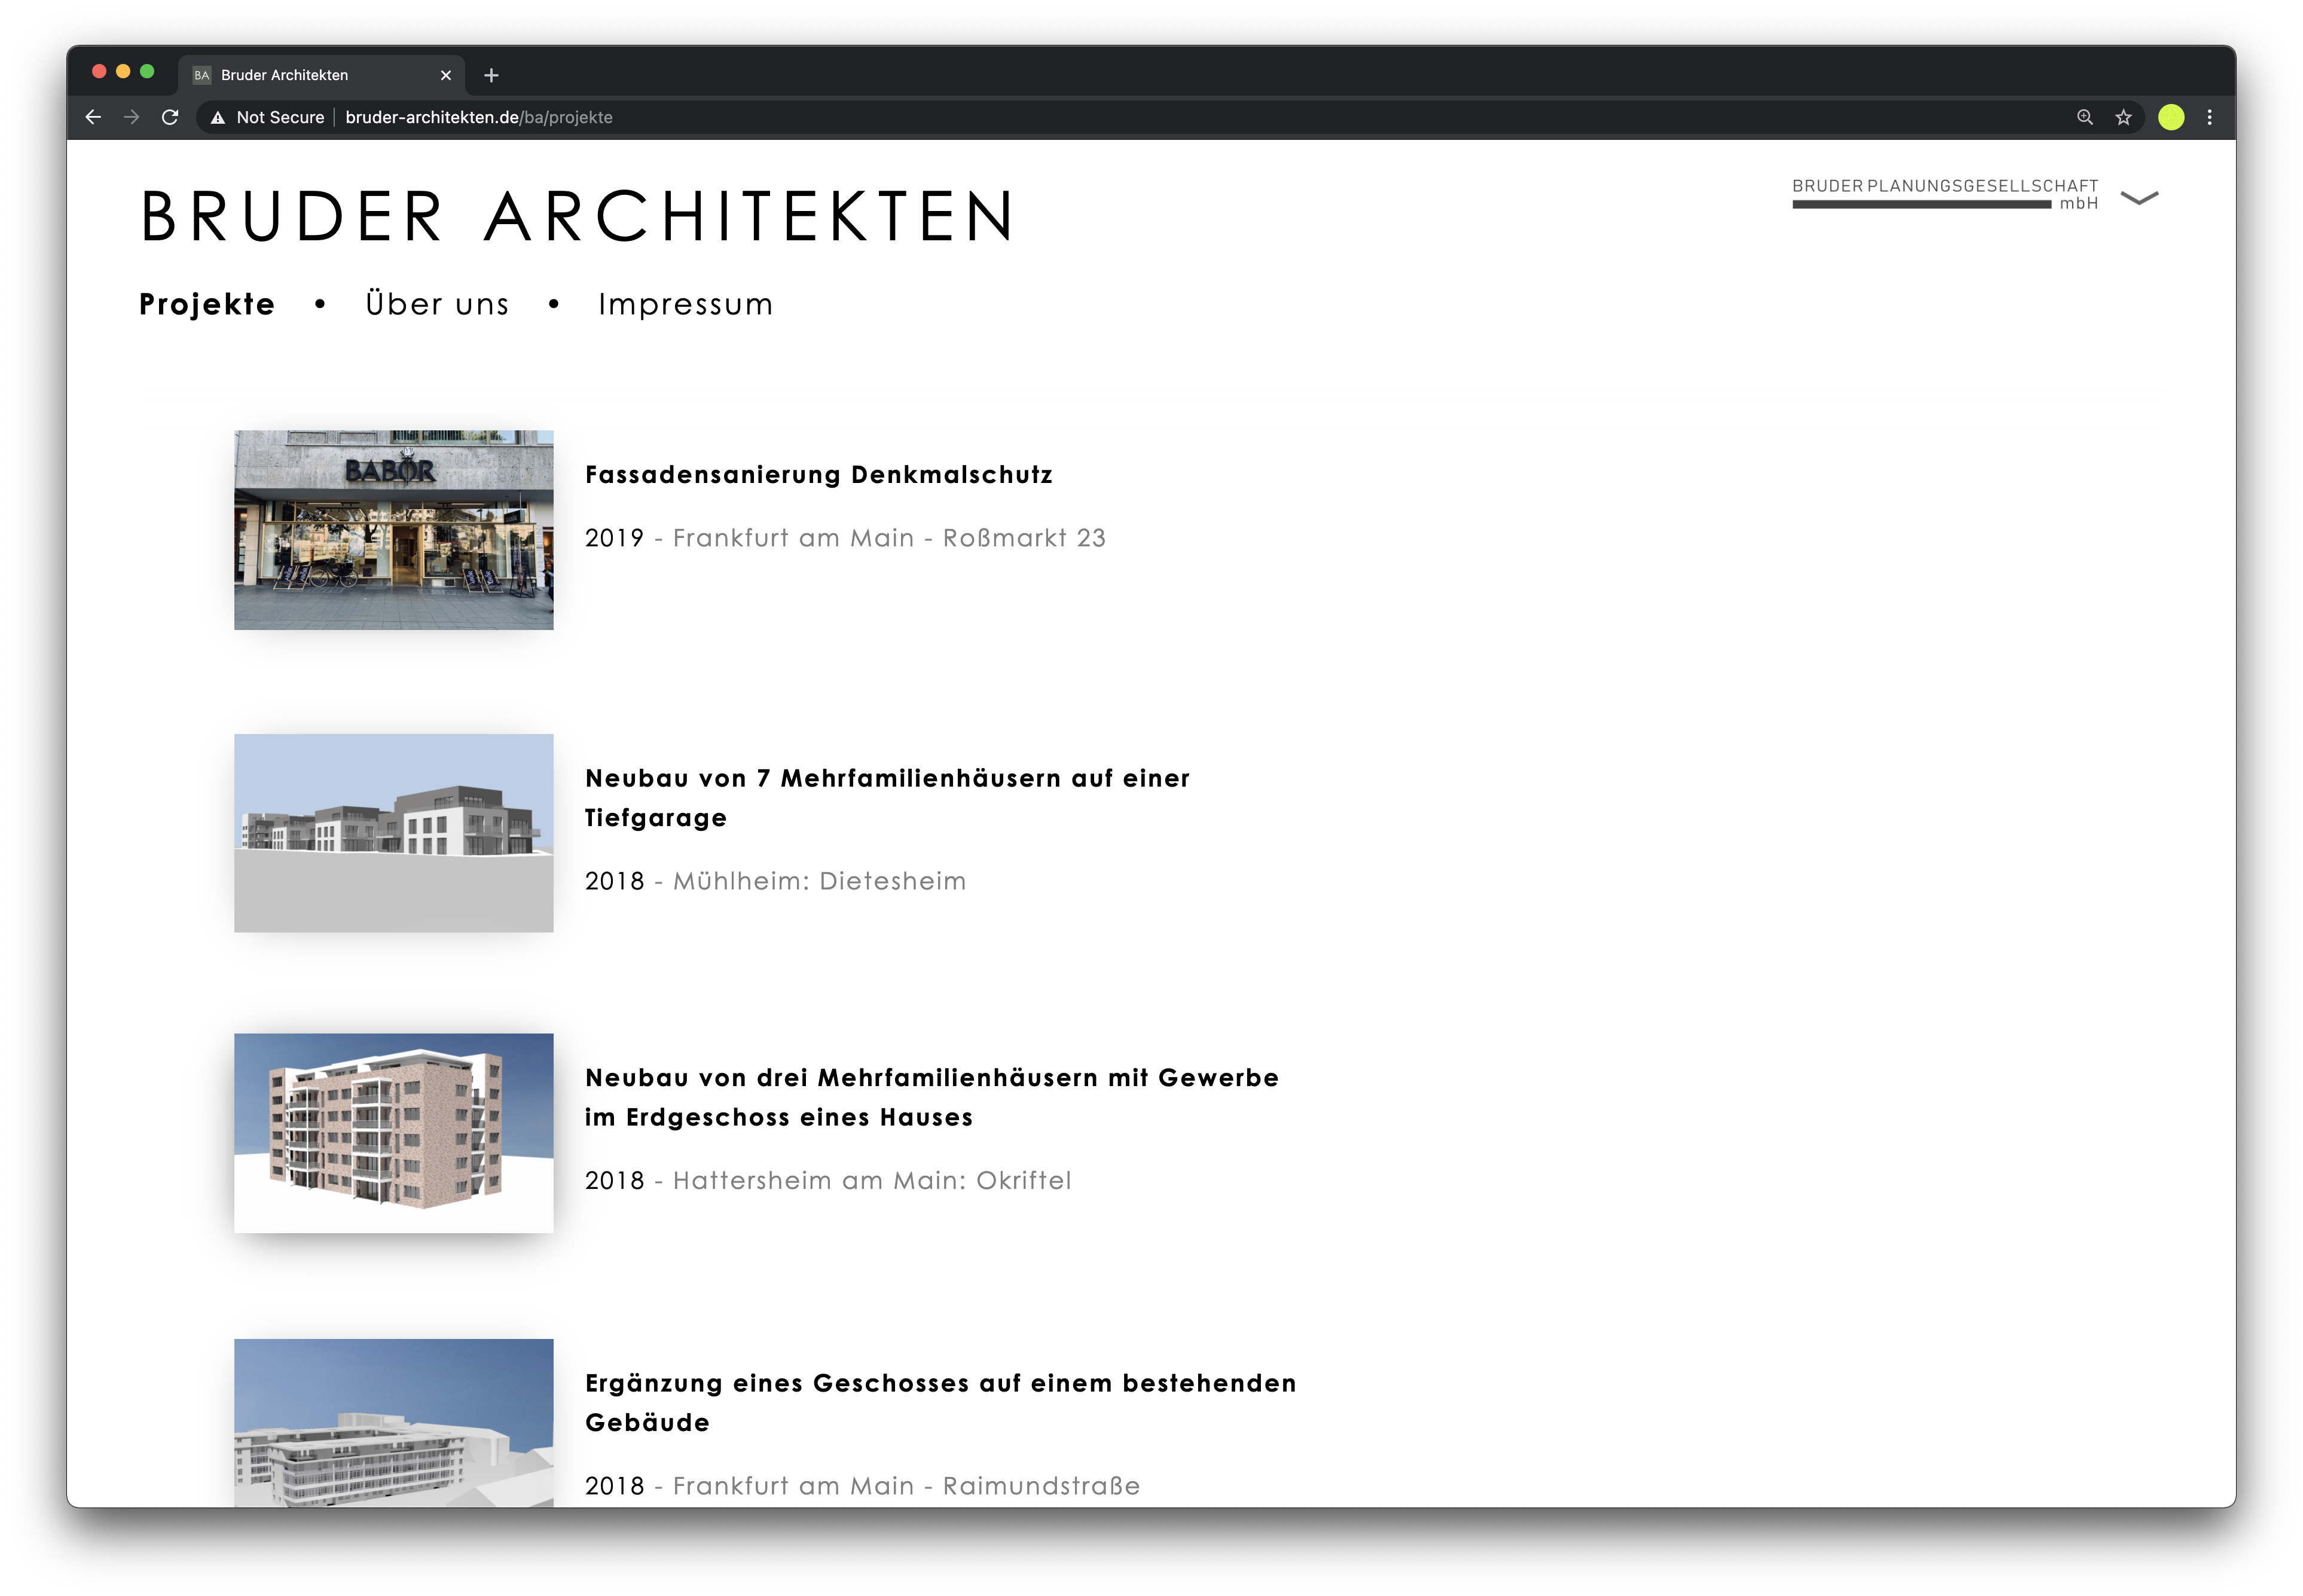 BA Bruder Architekten
Not Secure bruder-architekten.de/ba/projekte
BRUDER ARCHITEKTEN
BRUDER PLANUNGSGESELLSCHAFT
mbH
Projekte • Über uns • Impressum
BABOR
Fassadensanierung Denkmalschutz
2019 - Frankfurt am Main - Roßmarkt 23
Neubau von 7 Mehrfamilienhäusern auf einer
Tiefgarage
2018 - Mühlheim: Dietesheim
Neubau von drei Mehrfamilienhäusern mit Gewerbe
im Erdgeschoss eines Hauses
2018 - Hattersheim am Main: Okriftel
Ergänzung eines Geschosses auf einem bestehenden
Gebäude
2018 - Frankfurt am Main - Raimundstraße